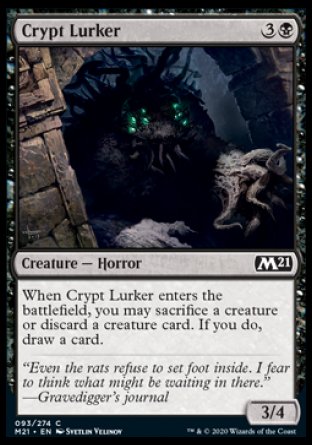 Crypt Lurker 3
Creature — Horror M21
When Crypt Lurker enters the
battlefield, you may sacrifice a creature
or discard a creature card. If you do,
draw a card.
“Even the rats refuse to set foot inside. I fear
to think what might be waiting in there.”
—Gravedigger’s journal
3/4
093/274 C
M21 • EN SVETLIN VELINOV ™ & © 2020 Wizards of the Coast